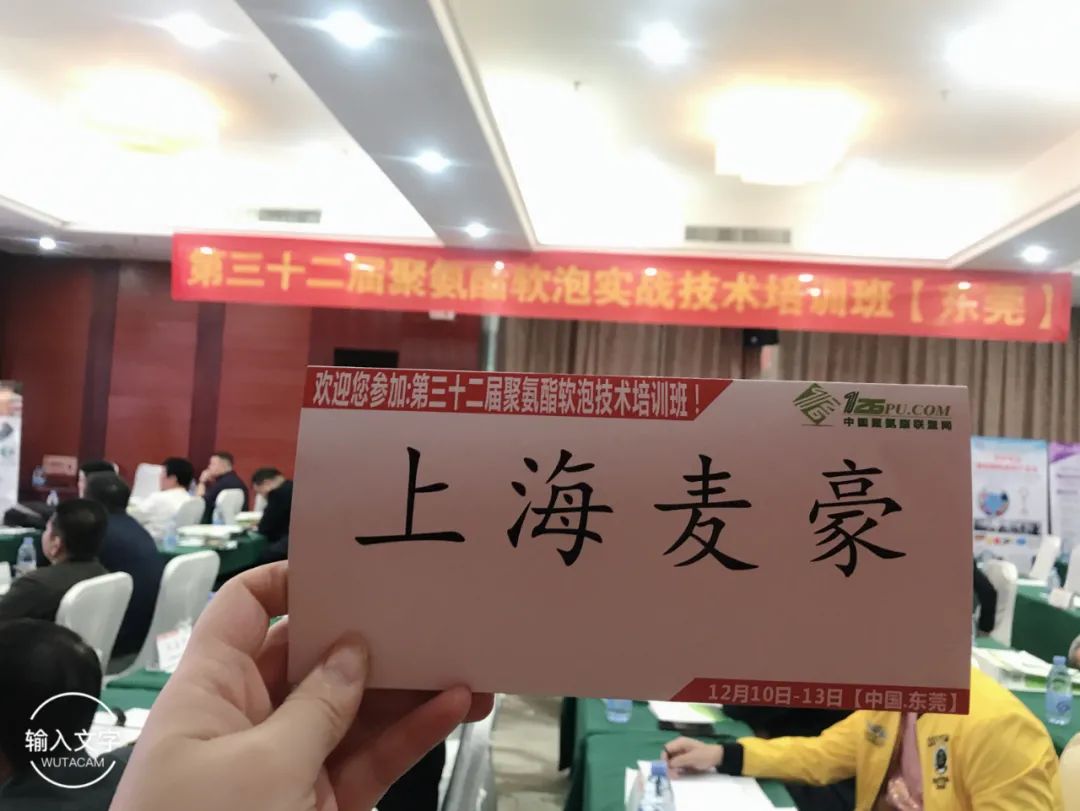 第三十二届聚氨酯软泡实战技术培训班【东莞】
欢迎您参加·第三十二届聚氨酯软泡技术培训班！
126PU.COM
中国聚氨酯联盟网
上海麦豪
12月10日-13日【中国.东莞】
输入文字
WUTACAM